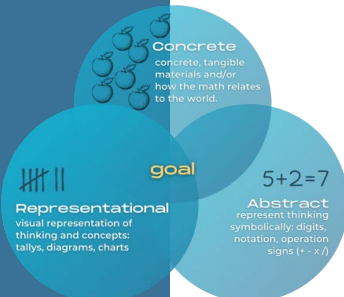 Concrete
concrete, tangible
materials and/or
how the math relates
to the world.
goal
Representational
visual representation of
thinking and concepts:
tallys, diagrams, charts
5+2=7
Abstract
represent thinking
symbolically: digits,
notation, operation
signs (+ - x /)